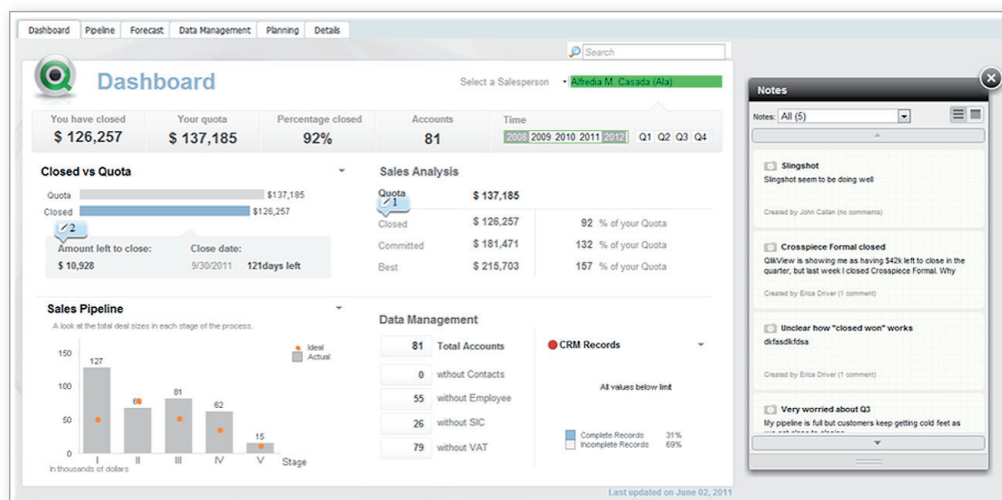 Dashboard Pipeline Forecast Data Management Planning Details
Search
Dashboard
Select a Salesperson Alfredia M. Casada (Ala)
You have closed Your quota Percentage closed Accounts Time
$ 126,257 $ 137,185 92% 81 2008 2009 2010 2011 2012 Q1 Q2 Q3 Q4
Closed vs Quota
Quota $137,185
Closed $126,257
2
Amount left to close: Close date:
$ 10,928 9/30/2011 121days left
Sales Analysis
Quota $ 137,185
1
Closed $ 126,257 92 % of your Quota
Committed $ 181,471 132 % of your Quota
Best $ 215,703 157 % of your Quota
Sales Pipeline
A look at the total deal sizes in each stage of the process.
Ideal
Actual
150
100
50
0
127
81
62
15
I II III IV V Stage
In thousands of dollars
Data Management
81 Total Accounts
0 wthout Contacts
55 without Employee
26 without SIC
79 without VAT
CRM Records
All values below limit
Complete Records 31%
Incomplete Records 69%
Last updated on June 02, 2011
Notes
Notes: All (5)
Slingshot
Slingshot seem to be doing well
Created by John Callan (no comments)
Crosspiece Formal closed
QlikView is showing me as having $42k left to close in the
quarter, but last week I closed Crosspiece Formal. Why
Created by Erica Driver (1 comment)
Unclear how "closed won" works
dkfasdlkfdsa
Created by Erica Driver (1 comment)
Very worried about Q3
My pipeline is full but customers keep getting cold feet as